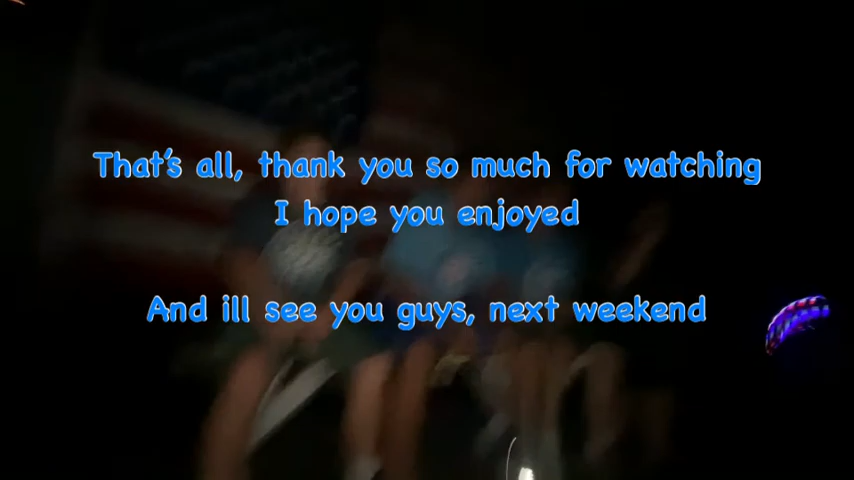 That's all, thank you so much for watching
I hope you enjoyed
And ill see you guys, next weekend